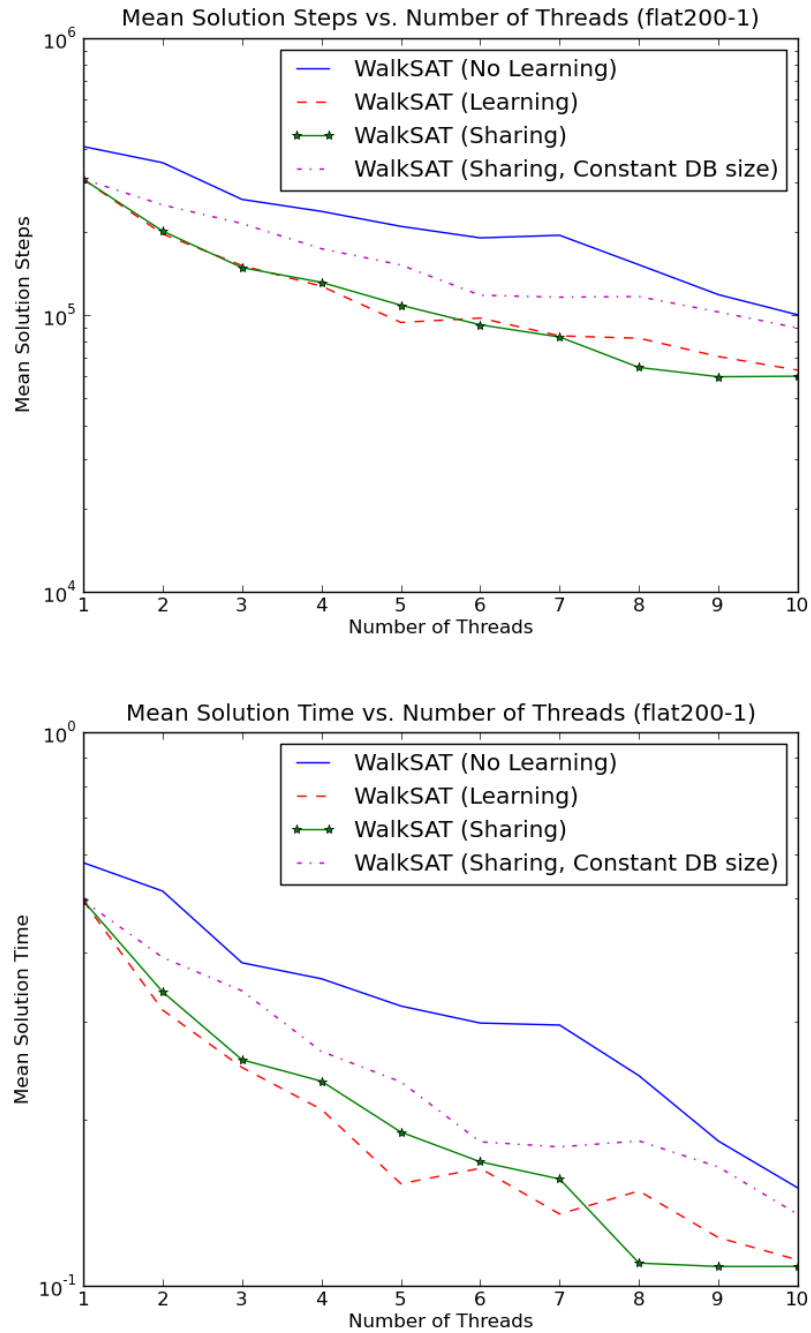 Mean Solution Steps vs. Number of Threads (flat200-1)
10^6
WalkSAT (No Learning)
WalkSAT (Learning)
WalkSAT (Sharing)
WalkSAT (Sharing, Constant DB size)
Mean Solution Steps
10^5
10^4
1 2 3 4 5 6 7 8 9 10
Number of Threads
Mean Solution Time vs. Number of Threads (flat200-1)
10^0
WalkSAT (No Learning)
WalkSAT (Learning)
WalkSAT (Sharing)
WalkSAT (Sharing, Constant DB size)
Mean Solution Time
10^-1
1 2 3 4 5 6 7 8 9 10
Number of Threads